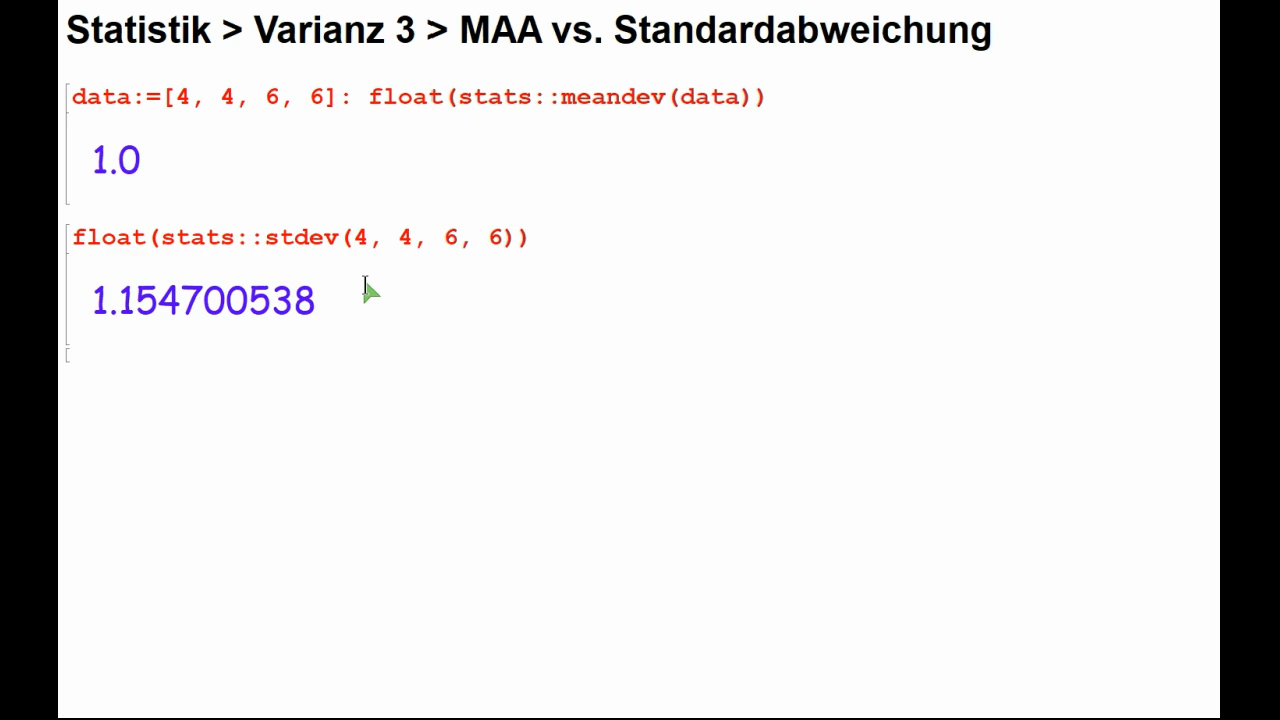 Statistik > Varianz 3 > MAA vs. Standardabweichung
data:=[4, 4, 6, 6]: float(stats::meandev(data))
1.0
float(stats::stdev(4, 4, 6, 6))
1.154700538